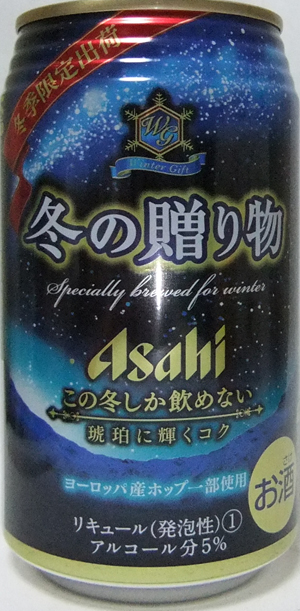 冬季限定出荷
WG
Winter Gift
冬の贈り物
Specially brewed for winter
Asahi
この冬しか飲めない
琥珀に輝くコク
ヨーロッパ産ホップ一部使用
お酒
リキュール(発泡性)①
アルコール分5%